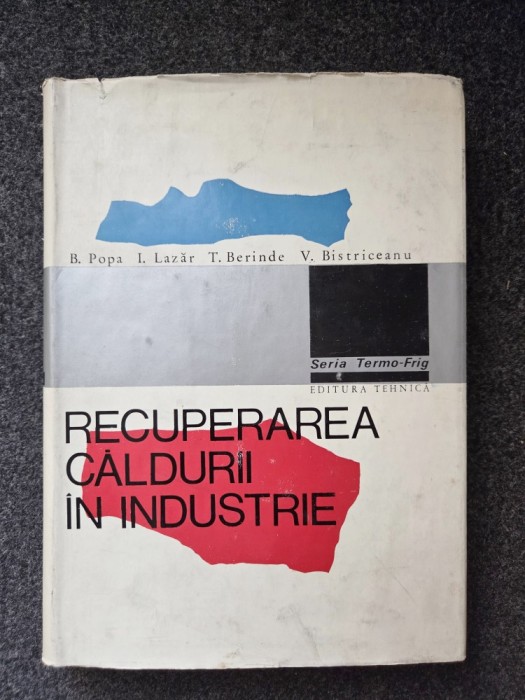 B. Popa I. Lazăr T. Berinde V. Bistriceanu
Seria Termo-Frig
EDITURA TEHNICĂ
RECUPERAREA
CĂLDURII
ÎN INDUSTRIE